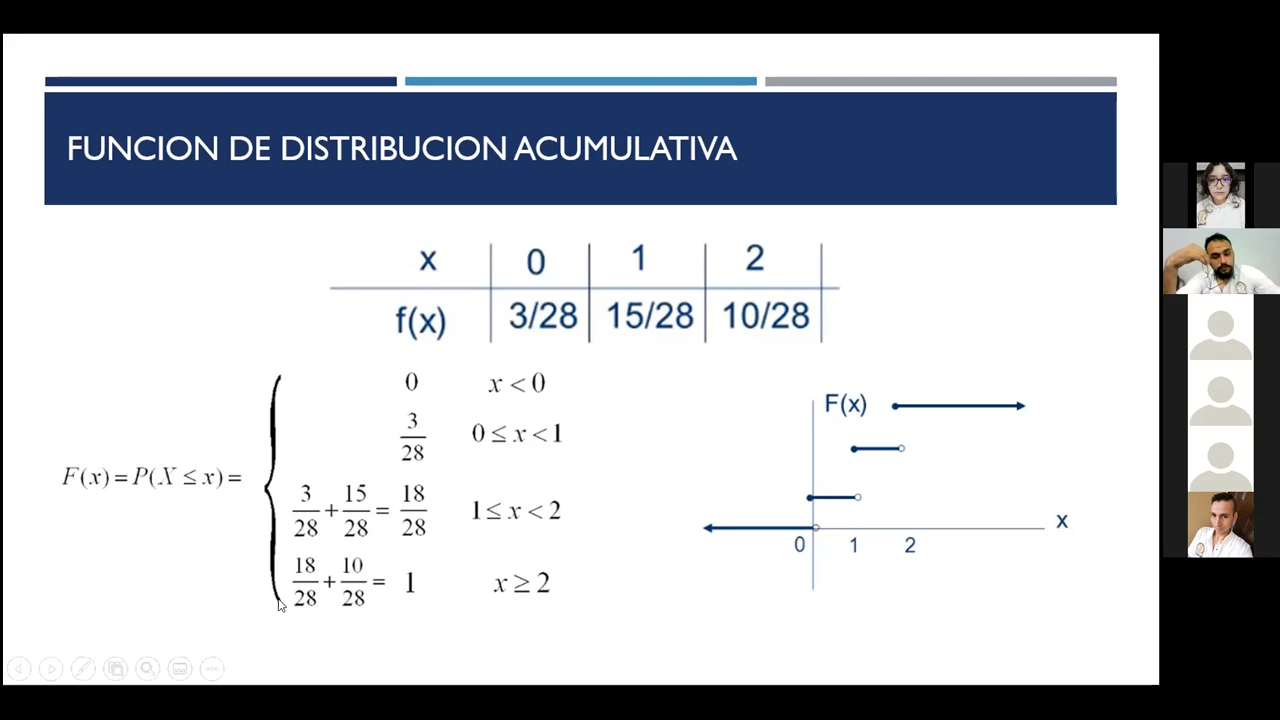 FUNCION DE DISTRIBUCION ACUMULATIVA
x 0 1 2
f(x) 3/28 15/28 10/28
F(x) = P(X ≤ x) =
0 x < 0
3/28 0 ≤ x < 1
3/28 + 15/28 = 18/28 1 ≤ x < 2
18/28 + 10/28 = 1 x ≥ 2
F(x)
x
0 1 2